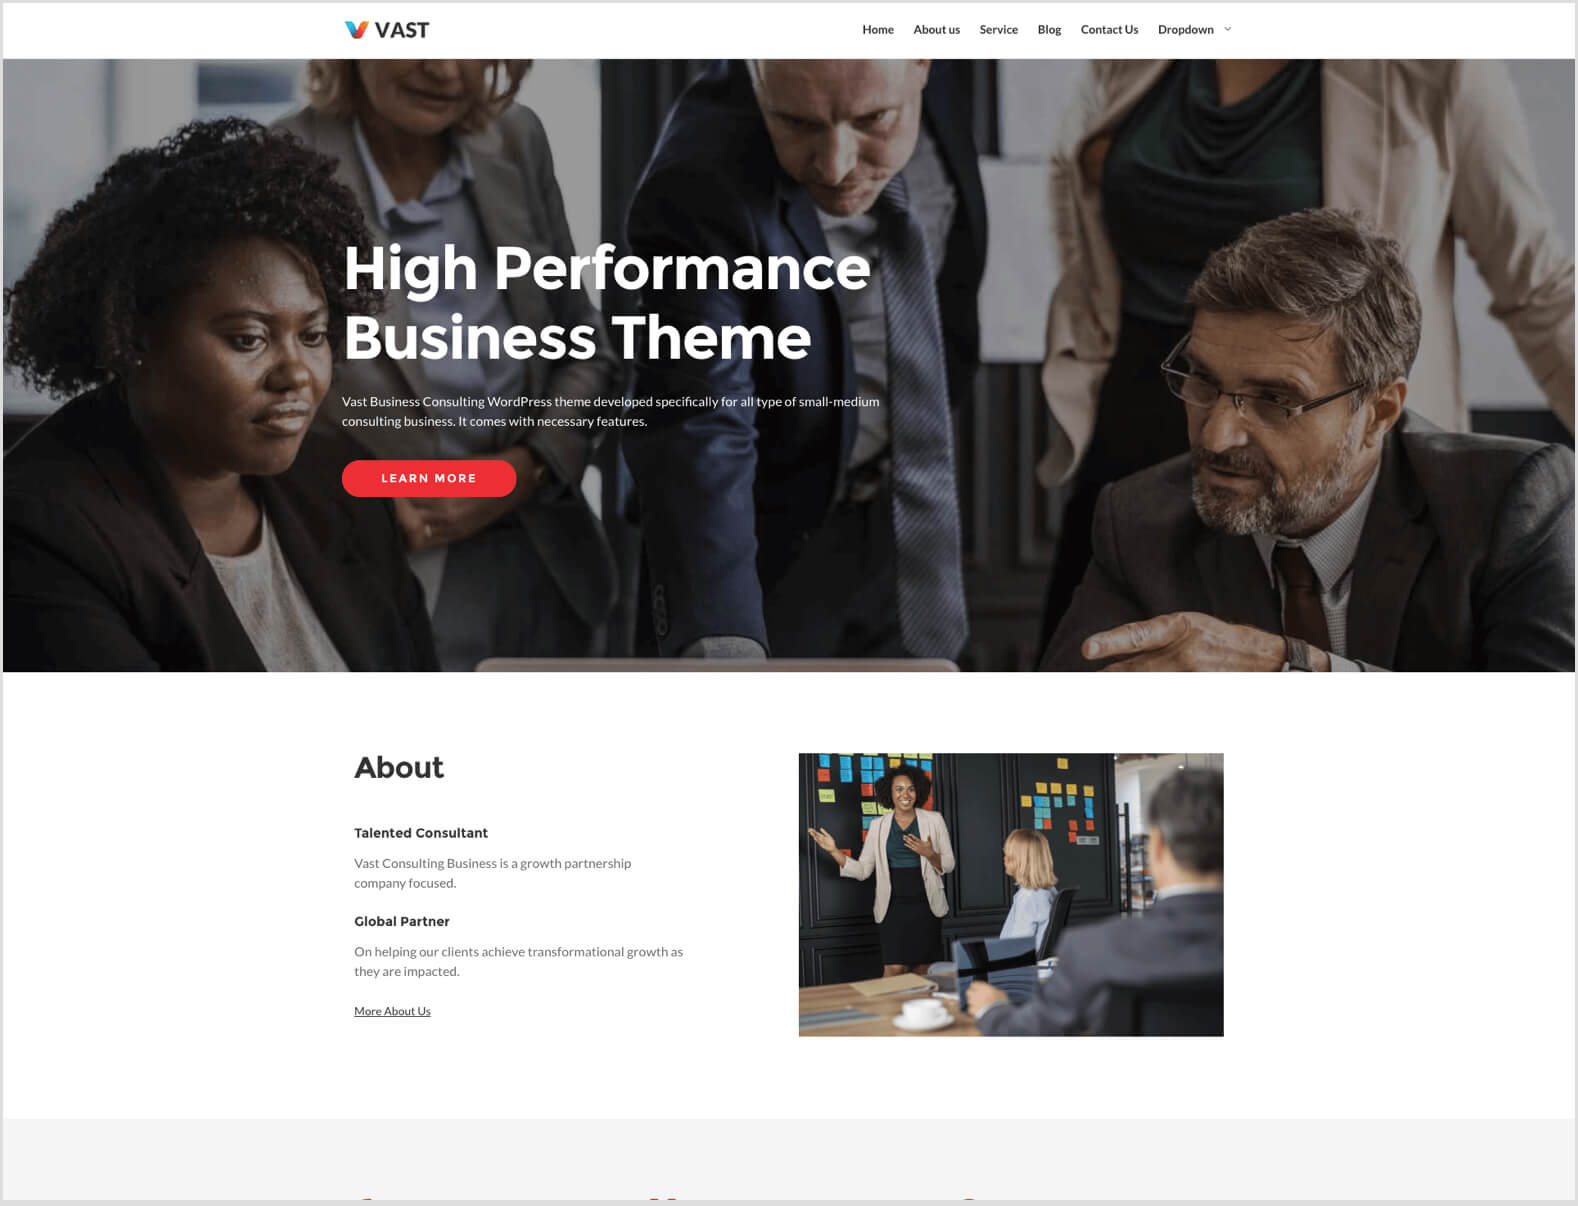 VAST
Home About us Service Blog Contact Us Dropdown
High Performance
Business Theme
Vast Business Consulting WordPress theme developed specifically for all type of small-medium
consulting business. It comes with necessary features.
LEARN MORE
About
Talented Consultant
Vast Consulting Business is a growth partnership
company focused.
Global Partner
On helping our clients achieve transformational growth as
they are impacted.
More About Us